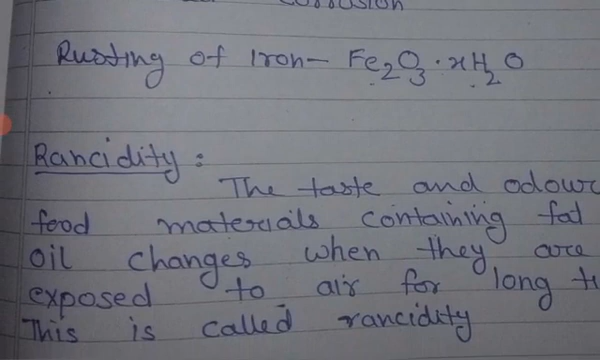 Corrosion
Rusting of Iron- Fe₂O₃·xH₂O
Rancidity:
The taste and odour
food materials containing fat
oil changes when they are
exposed to air for long
This is called rancidity